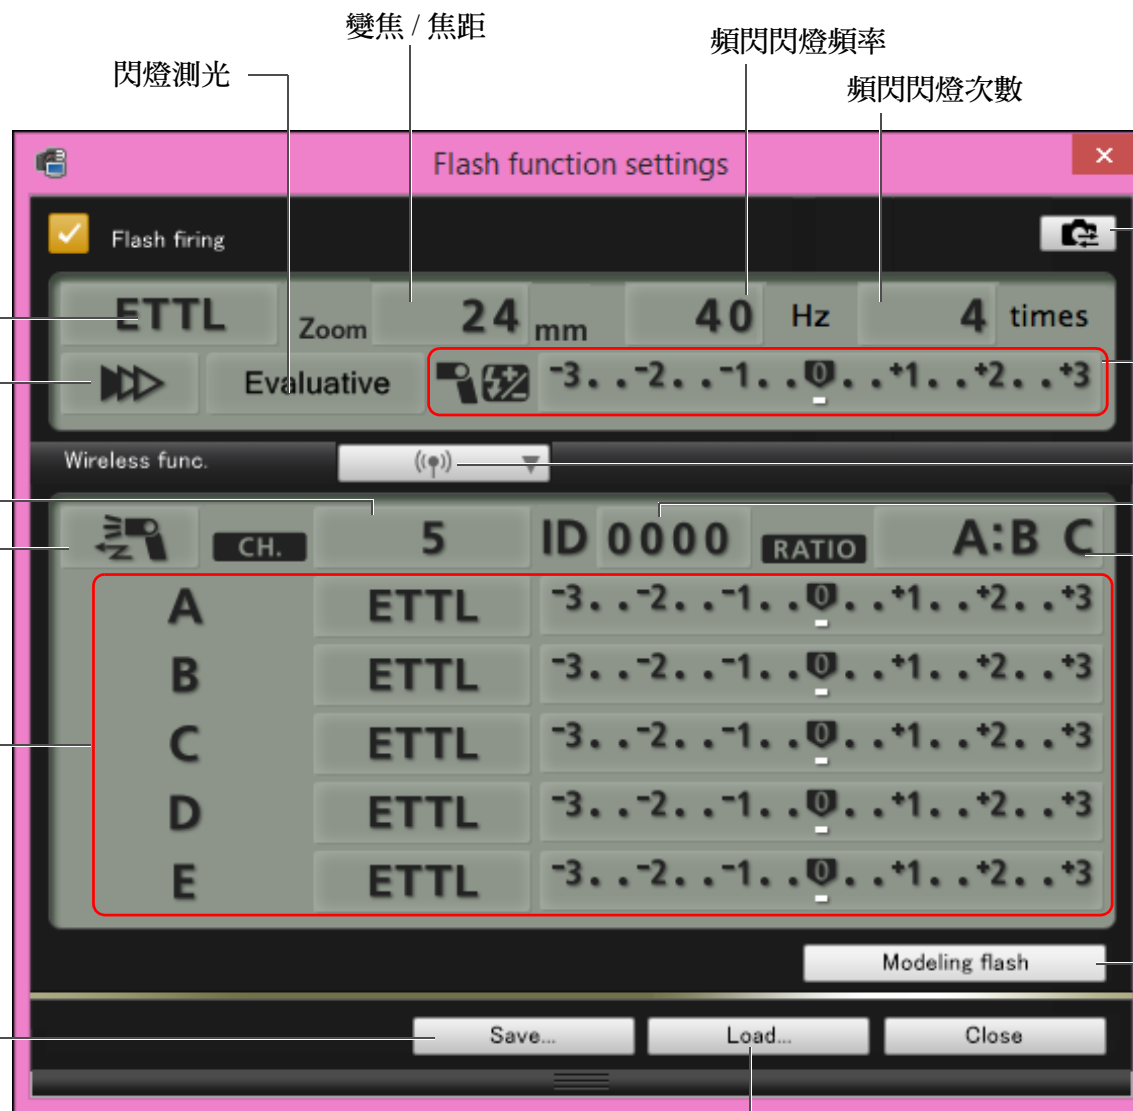 變焦 / 焦距
頻閃閃燈頻率
閃燈測光
頻閃閃燈次數
Flash function settings
Flash firing
ETTL Zoom 24 mm 40 Hz 4 times
Evaluative -3..-2..-1..0..+1..+2..+3
Wireless func.
CH. 5 ID 0000 RATIO A:B C
A ETTL -3..-2..-1..0..+1..+2..+3
B ETTL -3..-2..-1..0..+1..+2..+3
C ETTL -3..-2..-1..0..+1..+2..+3
D ETTL -3..-2..-1..0..+1..+2..+3
E ETTL -3..-2..-1..0..+1..+2..+3
Modeling flash
Save... Load... Close